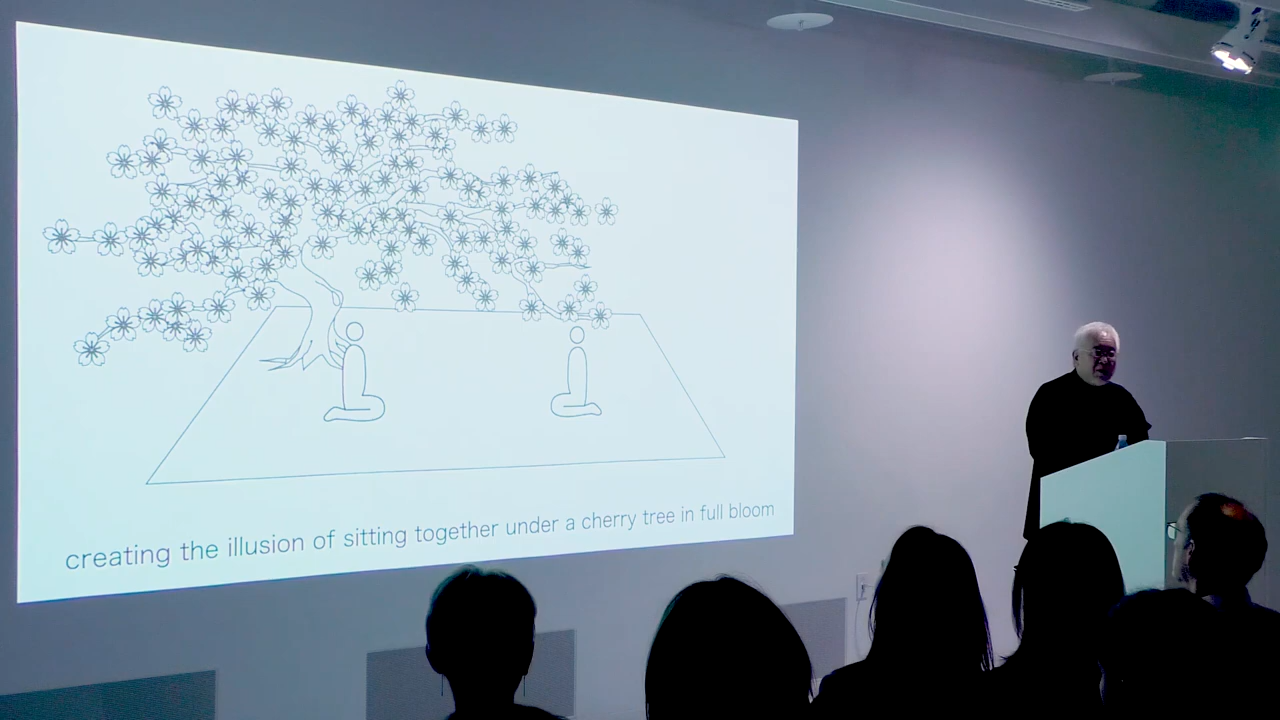 creating the illusion of sitting together under a cherry tree in full bloom